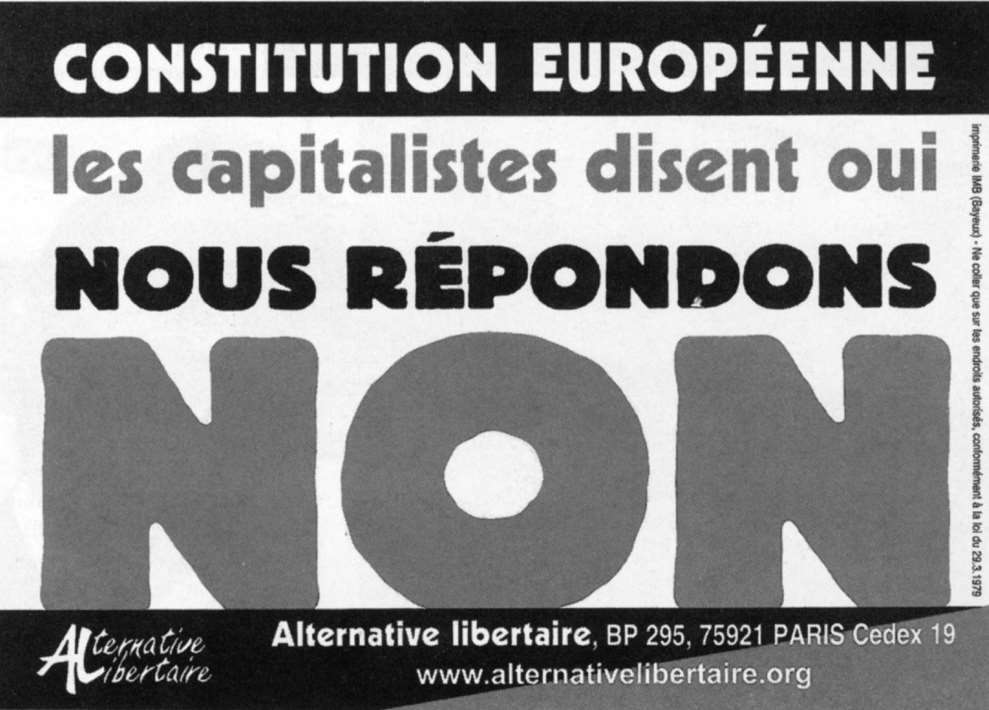 CONSTITUTION EUROPÉENNE
les capitalistes disent oui
NOUS RÉPONDONS
NON
Alternative
Libertaire
Alternative libertaire, BP 295, 75921 PARIS Cedex 19
www.alternativelibertaire.org
imprimerie IMB (Bayeux) - Ne coller que sur les endroits autorisés, conformément à la loi du 29.3.1979